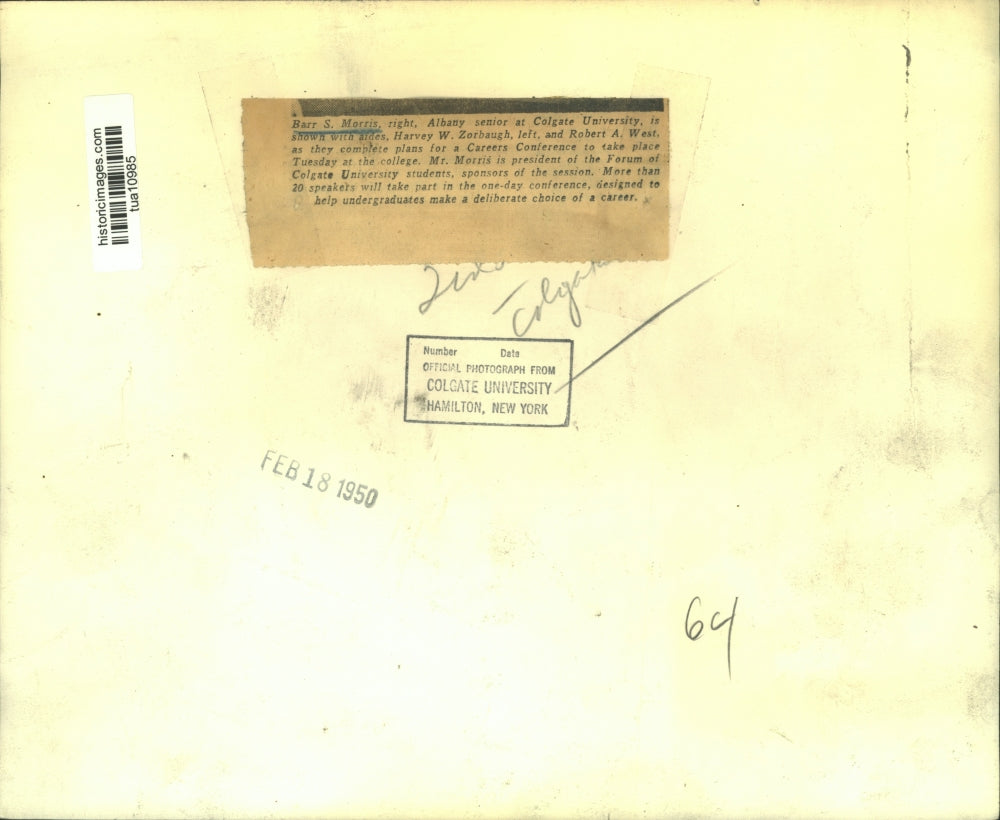 historicimages.com
tua10985
Barr S. Morris, right, Albany senior at Colgate University, is
shown with aides, Harvey W. Zorbaugh, left, and Robert A. West,
as they complete plans for a Careers Conference to take place
Tuesday at the college. Mr. Morris is president of the Forum of
Colgate University students, sponsors of the session. More than
20 speakers will take part in the one-day conference, designed to
help undergraduates make a deliberate choice of a career.
Colgate
Number Date
OFFICIAL PHOTOGRAPH FROM
COLGATE UNIVERSITY
HAMILTON, NEW YORK
FEB 18 1950
64